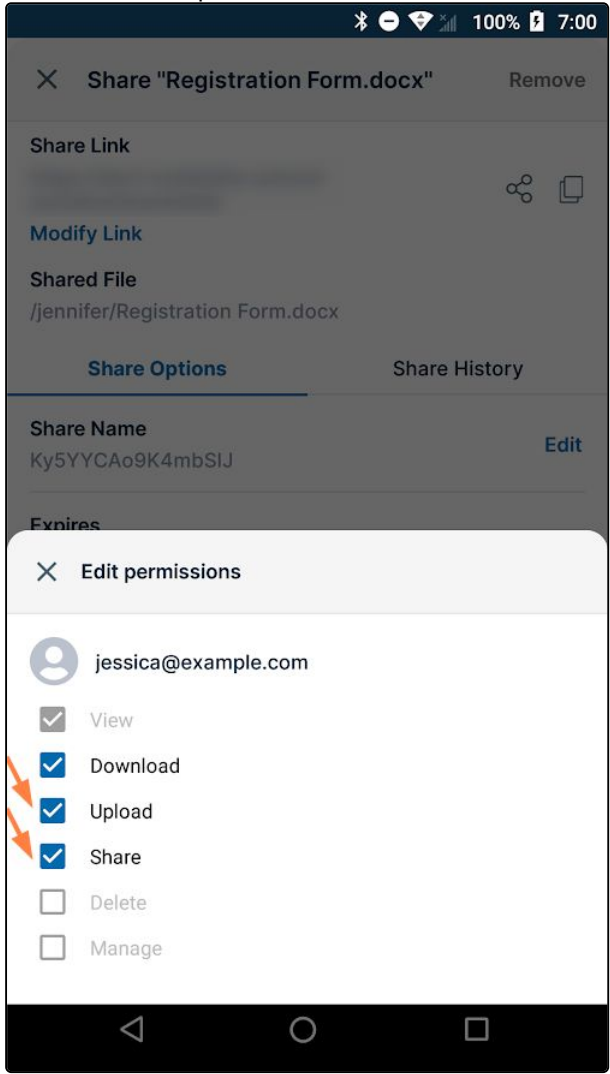 100% 7:00
Share "Registration Form.docx" Remove
Share Link
Modify Link
Shared File
/jennifer/Registration Form.docx
Share Options Share History
Share Name
Ky5YYCAo9K4mbSIJ Edit
Expires
Edit permissions
jessica@example.com
View
Download
Upload
Share
Delete
Manage